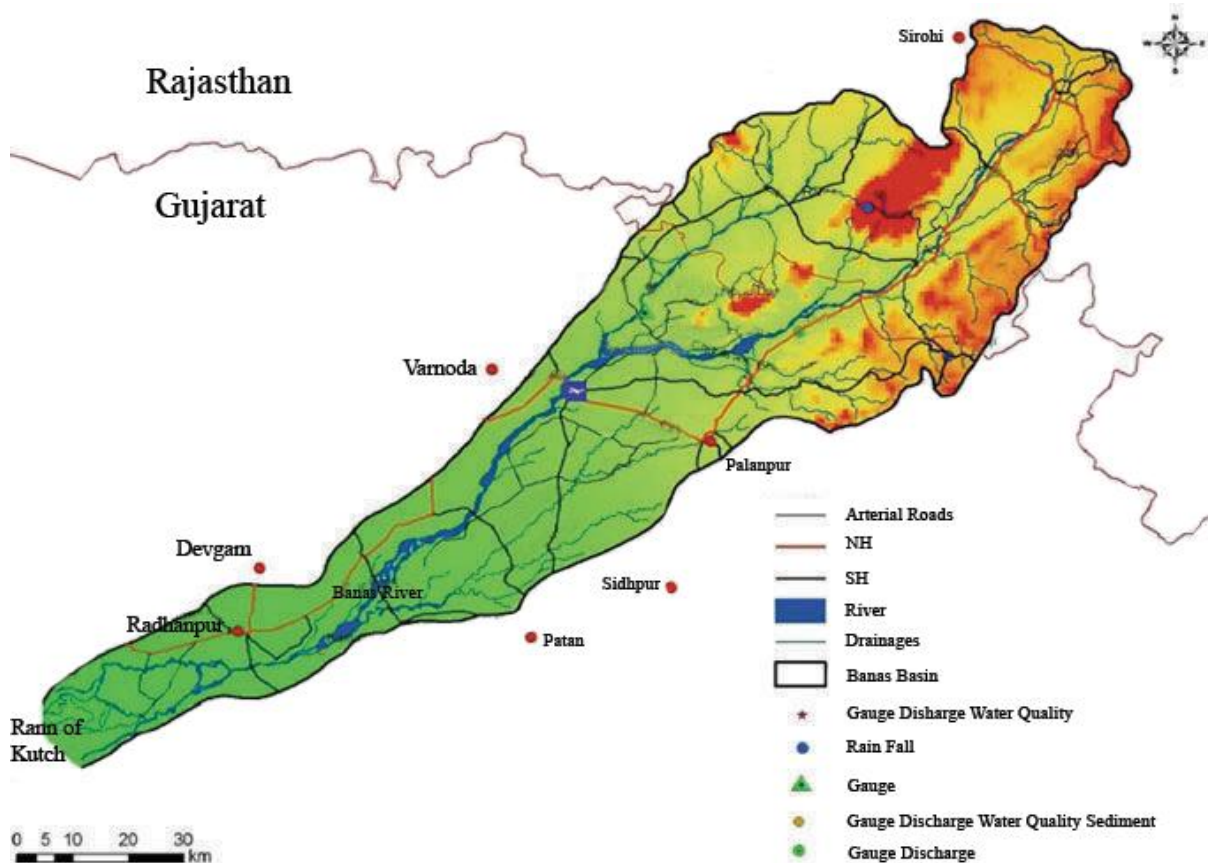 Sirohi
N
W
E
S
Rajasthan
Gujarat
Varnoda
Palanpur
Devgam
Banas River
Sidhpur
Radhanpur
Patan
Rann of
Kutch
Arterial Roads
NH
SH
River
Drainages
Banas Basin
Gauge Disharge Water Quality
Rain Fall
Gauge
Gauge Discharge Water Quality Sediment
Gauge Discharge
0 5 10 20 30
km